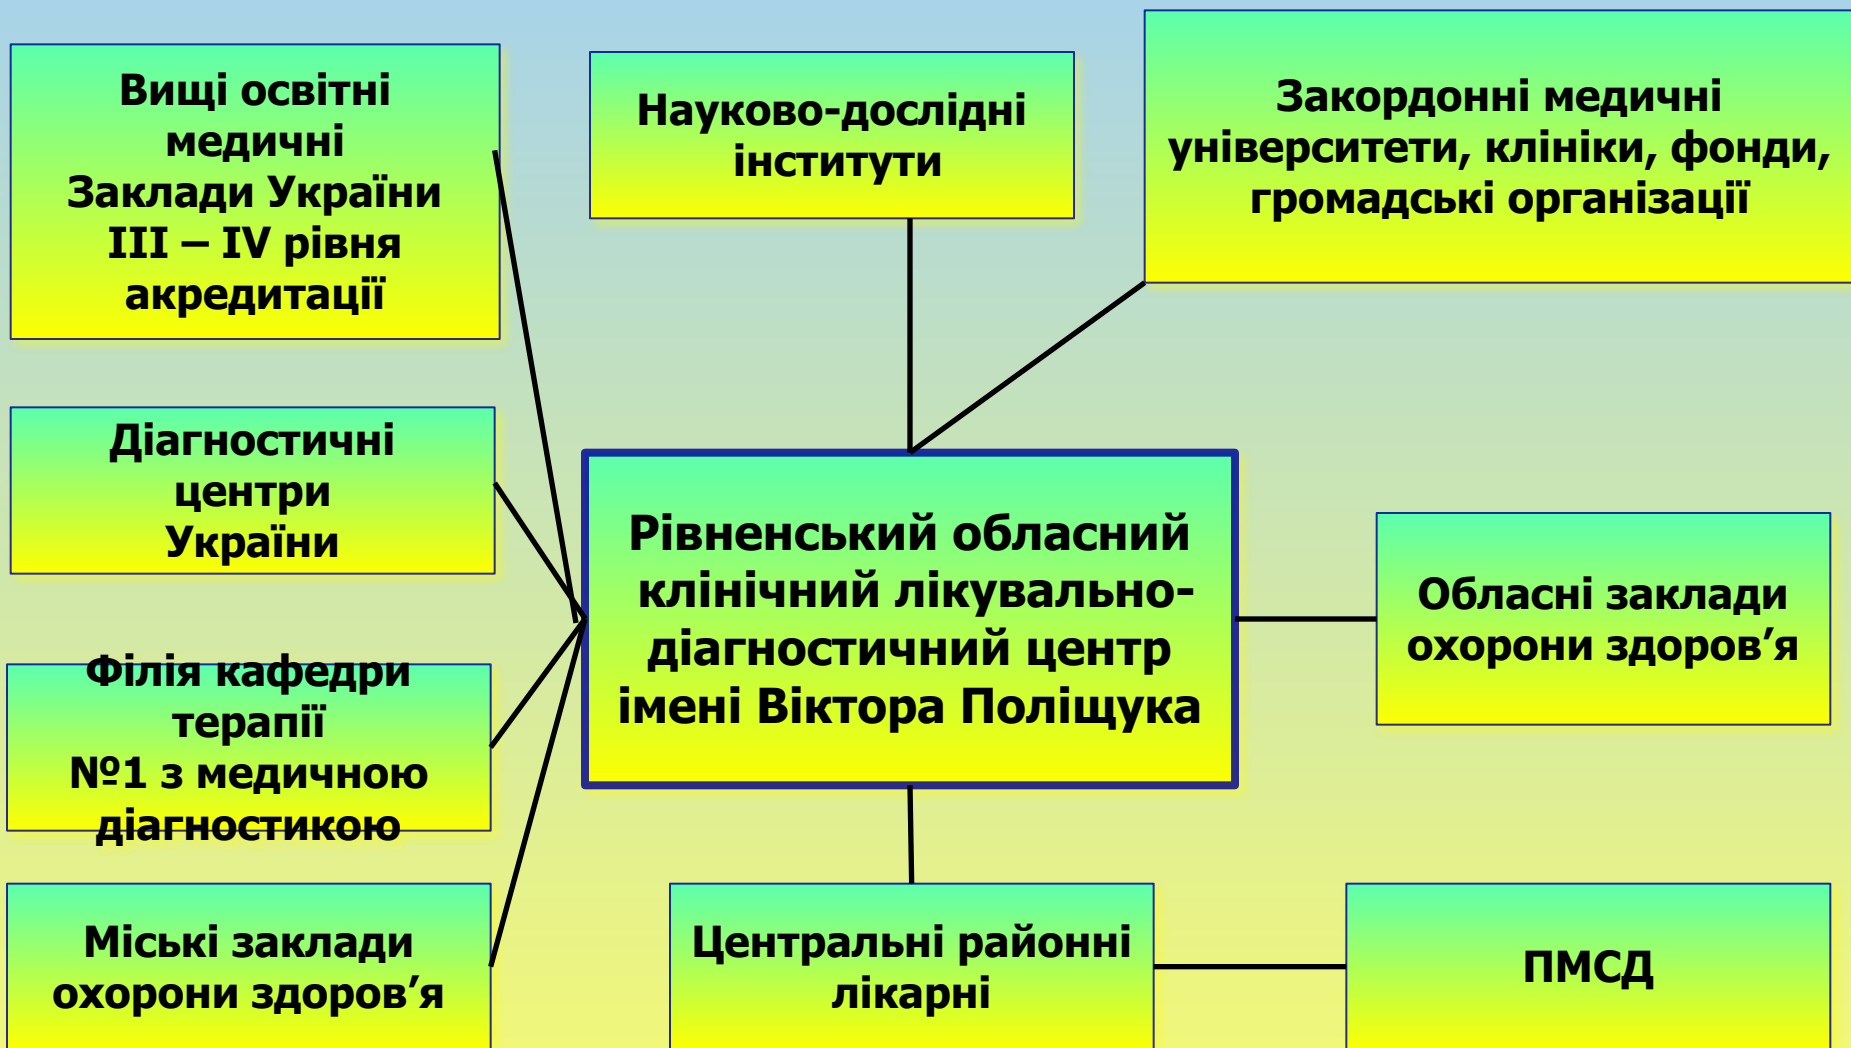 Вищі освітні
медичні
Заклади України
III – IV рівня
акредитації
Науково-дослідні
інститути
Закордонні медичні
університети, клініки, фонди,
громадські організації
Діагностичні
центри
України
Рівненський обласний
клінічний лікувально-
діагностичний центр
імені Віктора Поліщука
Обласні заклади
охорони здоров’я
Філія кафедри
терапії
№1 з медичною
діагностикою
Міські заклади
охорони здоров’я
Центральні районні
лікарні
ПМСД